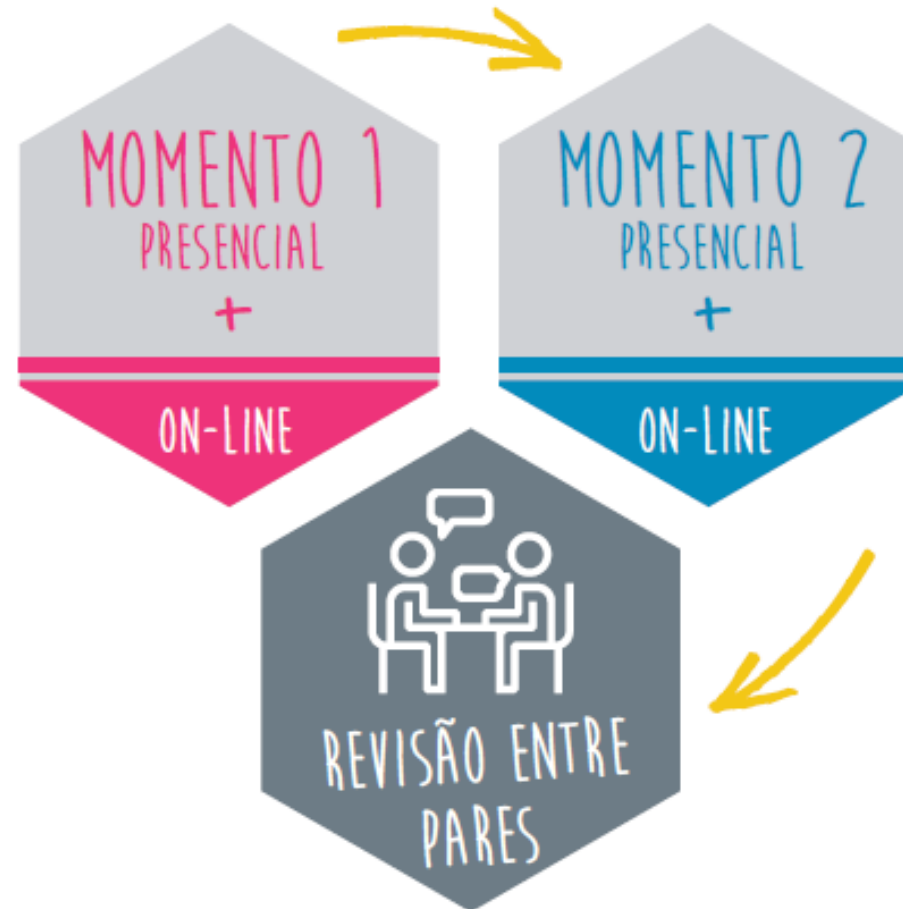 MOMENTO 1
PRESENCIAL
+
ON-LINE
MOMENTO 2
PRESENCIAL
+
ON-LINE
REVISÃO ENTRE
PARES